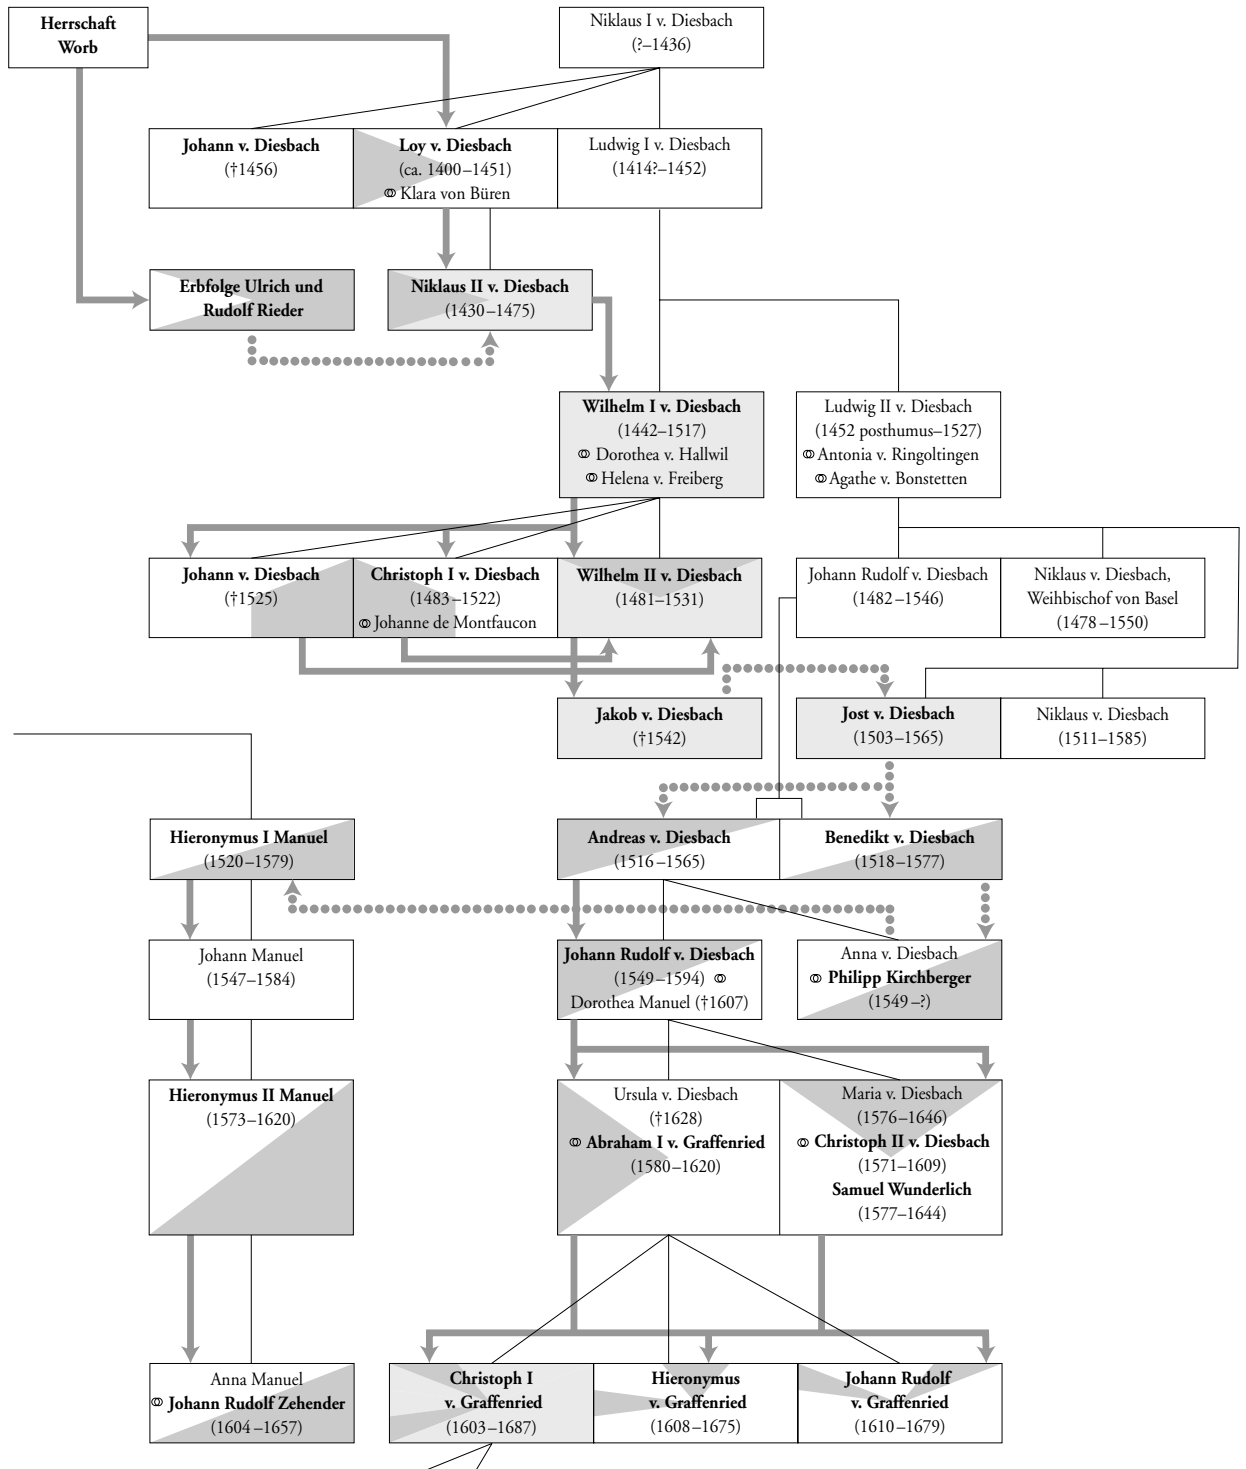 Herrschaft
Worb
Niklaus I v. Diesbach
(?–1436)
Johann v. Diesbach
(†1456)
Loy v. Diesbach
(ca. 1400–1451)
⚭ Klara von Büren
Ludwig I v. Diesbach
(1414?–1452)
Erbfolge Ulrich und
Rudolf Rieder
Niklaus II v. Diesbach
(1430–1475)
Wilhelm I v. Diesbach
(1442–1517)
⚭ Dorothea v. Hallwil
⚭ Helena v. Freiberg
Ludwig II v. Diesbach
(1452 posthumus–1527)
⚭ Antonia v. Ringoltingen
⚭ Agathe v. Bonstetten
Johann v. Diesbach
(†1525)
Christoph I v. Diesbach
(1483–1522)
⚭ Johanne de Montfaucon
Wilhelm II v. Diesbach
(1481–1531)
Johann Rudolf v. Diesbach
(1482–1546)
Niklaus v. Diesbach,
Weihbischof von Basel
(1478–1550)
Jakob v. Diesbach
(†1542)
Jost v. Diesbach
(1503–1565)
Niklaus v. Diesbach
(1511–1585)
Hieronymus I Manuel
(1520–1579)
Andreas v. Diesbach
(1516–1565)
Benedikt v. Diesbach
(1518–1577)
Johann Manuel
(1547–1584)
Johann Rudolf v. Diesbach
(1549–1594) ⚭
Dorothea Manuel (†1607)
Anna v. Diesbach
⚭ Philipp Kirchberger
(1549–?)
Hieronymus II Manuel
(1573–1620)
Ursula v. Diesbach
(†1628)
⚭ Abraham I v. Graffenried
(1580–1620)
Maria v. Diesbach
(1576–1646)
⚭ Christoph II v. Diesbach
(1571–1609)
Samuel Wunderlich
(1577–1644)
Anna Manuel
⚭ Johann Rudolf Zehender
(1604–1657)
Christoph I
v. Graffenried
(1603–1687)
Hieronymus
v. Graffenried
(1608–1675)
Johann Rudolf
v. Graffenried
(1610–1679)